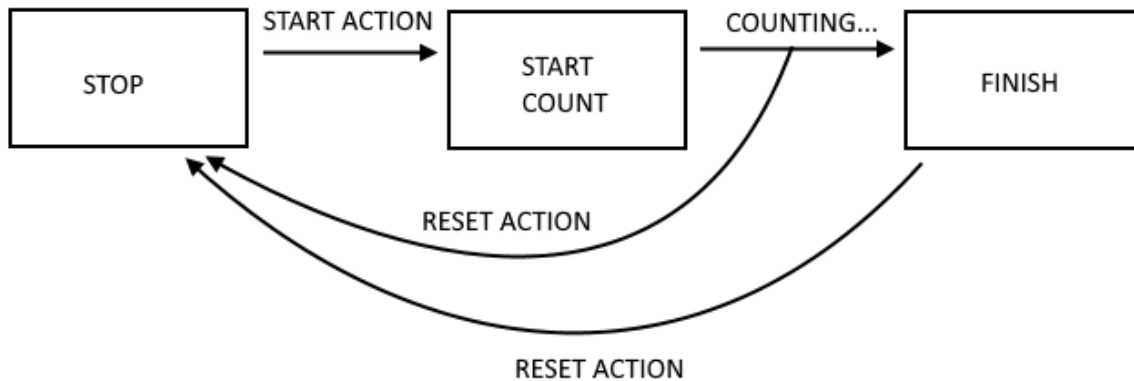 START ACTION
COUNTING...
STOP
START
COUNT
FINISH
RESET ACTION
RESET ACTION